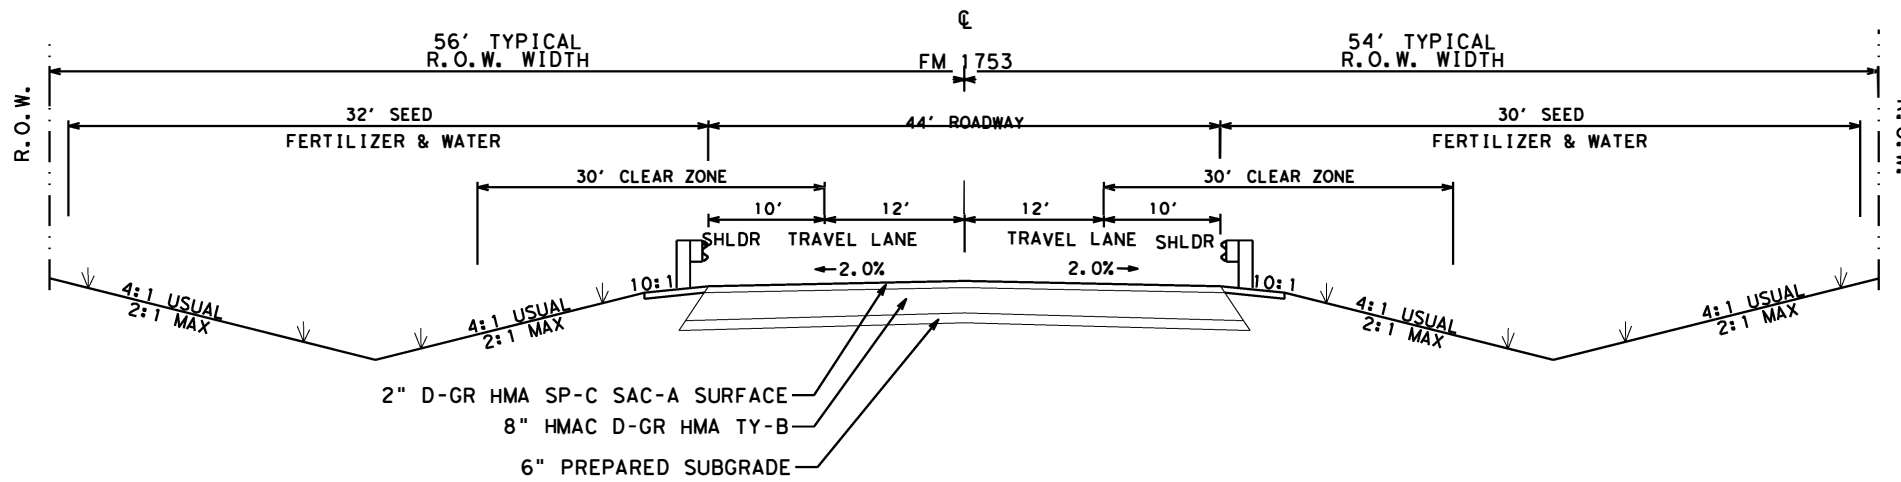 ℄
56' TYPICAL
R.O.W. WIDTH
FM 1753
54' TYPICAL
R.O.W. WIDTH
R.O.W.
32' SEED
FERTILIZER & WATER
44' ROADWAY
30' SEED
FERTILIZER & WATER
30' CLEAR ZONE
30' CLEAR ZONE
10'
12'
12'
10'
SHLDR
TRAVEL LANE
TRAVEL LANE
SHLDR
2.0%
2.0%
10:1
10:1
4:1 USUAL
2:1 MAX
4:1 USUAL
2:1 MAX
4:1 USUAL
2:1 MAX
4:1 USUAL
2:1 MAX
2" D-GR HMA SP-C SAC-A SURFACE
8" HMAC D-GR HMA TY-B
6" PREPARED SUBGRADE